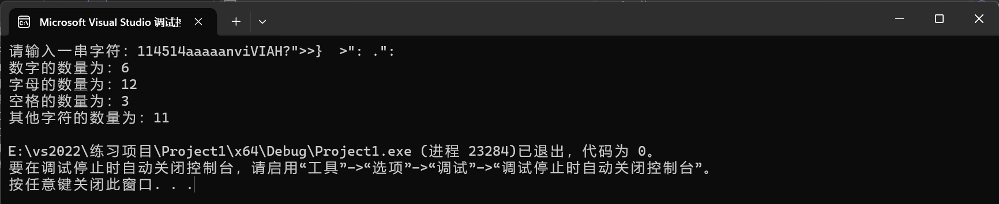 Microsoft Visual Studio 调试
请输入一串字符：114514aaaaanviVIAH?">>}  >": .":
数字的数量为：6
字母的数量为：12
空格的数量为：3
其他字符的数量为：11
E:\vs2022\练习项目\Project1\x64\Debug\Project1.exe (进程 23284)已退出，代码为 0。
要在调试停止时自动关闭控制台，请启用“工具”->“选项”->“调试”->“调试停止时自动关闭控制台”。
按任意键关闭此窗口. . .